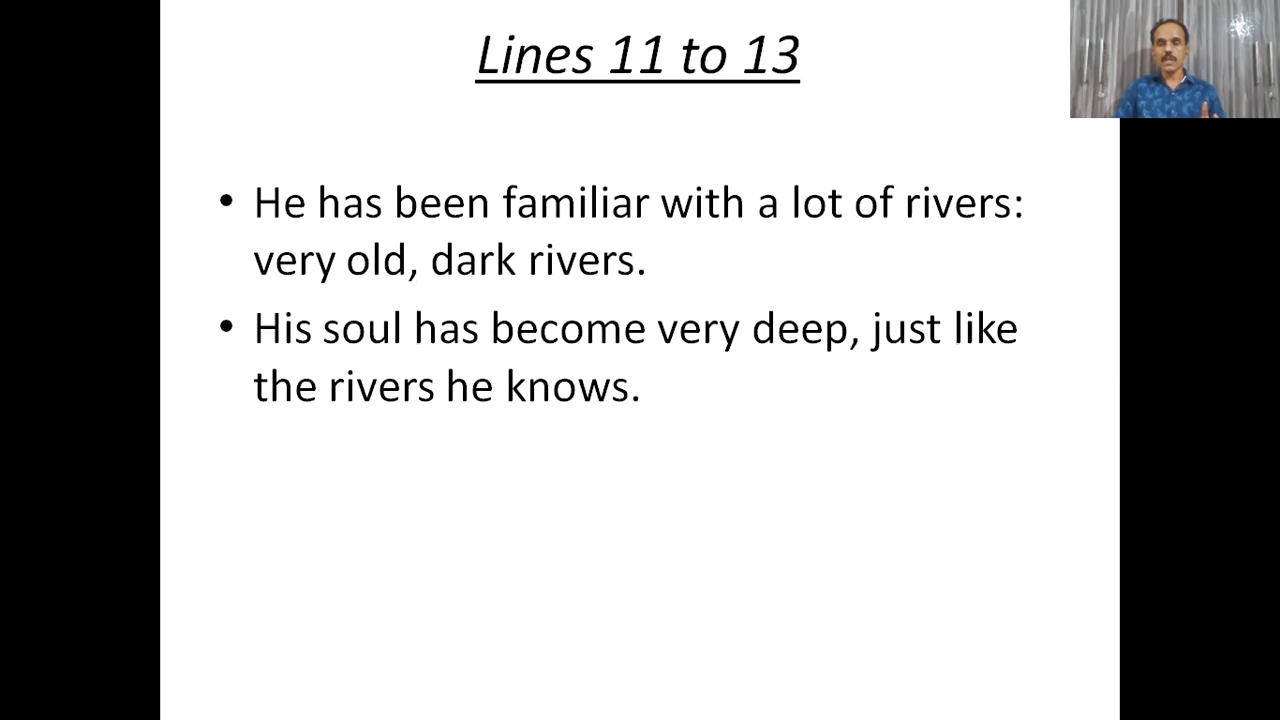 Lines 11 to 13
• He has been familiar with a lot of rivers:
very old, dark rivers.
• His soul has become very deep, just like
the rivers he knows.